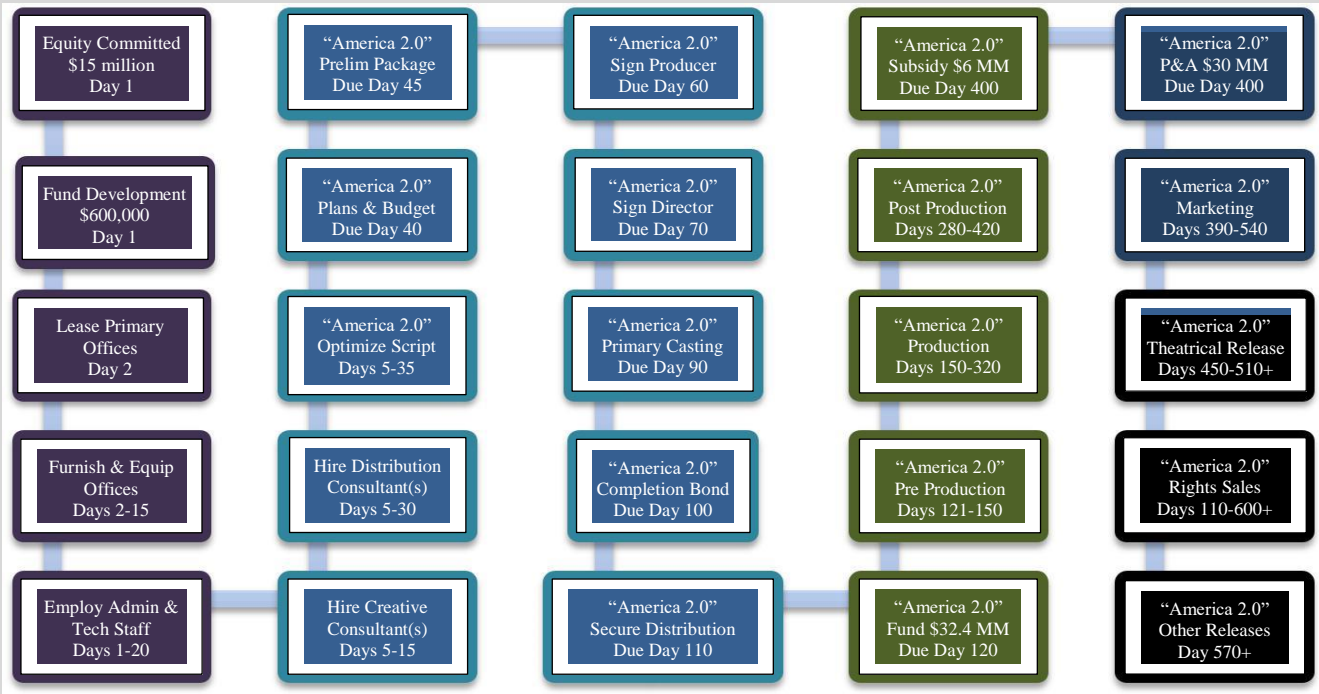 Equity Committed
$15 million
Day 1
Fund Development
$600,000
Day 1
Lease Primary
Offices
Day 2
Furnish & Equip
Offices
Days 2-15
Employ Admin &
Tech Staff
Days 1-20
“America 2.0”
Prelim Package
Due Day 45
“America 2.0”
Plans & Budget
Due Day 40
“America 2.0”
Optimize Script
Days 5-35
Hire Distribution
Consultant(s)
Days 5-30
Hire Creative
Consultant(s)
Days 5-15
“America 2.0”
Sign Producer
Due Day 60
“America 2.0”
Sign Director
Due Day 70
“America 2.0”
Primary Casting
Due Day 90
“America 2.0”
Completion Bond
Due Day 100
“America 2.0”
Secure Distribution
Due Day 110
“America 2.0”
Subsidy $6 MM
Due Day 400
“America 2.0”
Post Production
Days 280-420
“America 2.0”
Production
Days 150-320
“America 2.0”
Pre Production
Days 121-150
“America 2.0”
Fund $32.4 MM
Due Day 120
“America 2.0”
P&A $30 MM
Due Day 400
“America 2.0”
Marketing
Days 390-540
“America 2.0”
Theatrical Release
Days 450-510+
“America 2.0”
Rights Sales
Days 110-600+
“America 2.0”
Other Releases
Day 570+